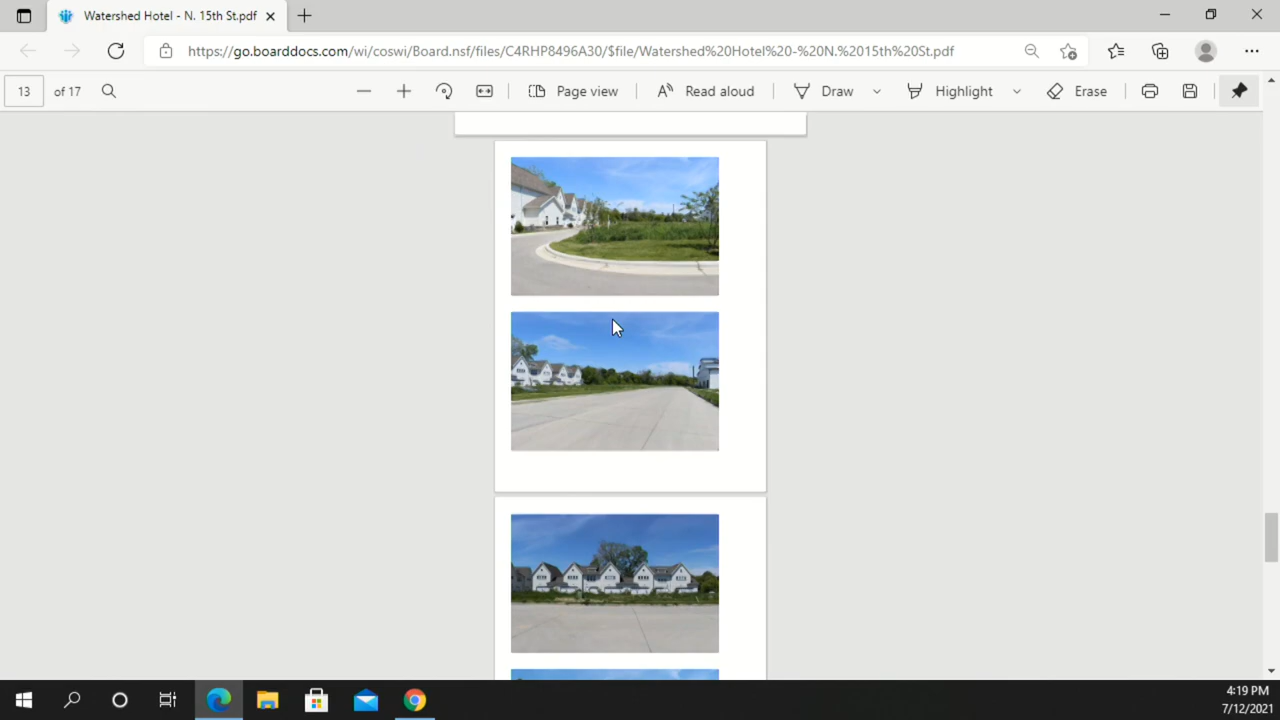 Watershed Hotel - N. 15th St.pdf
https://go.boarddocs.com/wi/coswi/Board.nsf/files/C4RHP8496A30/$file/Watershed%20Hotel%20-%20N.%2015th%20St.pdf
13 of 17 Page view Read aloud Draw Highlight Erase
4:19 PM
7/12/2021